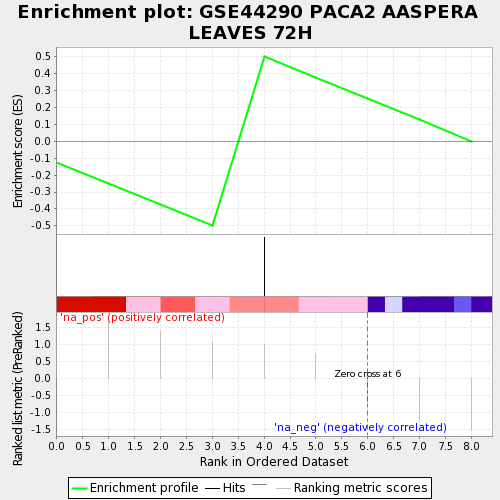 Enrichment plot: GSE44290 PACA2 AASPERA
LEAVES 72H
Enrichment score (ES)
0.5
0.4
0.3
0.2
0.1
0.0
-0.1
-0.2
-0.3
-0.4
-0.5
Ranked list metric (PreRanked)
'na_pos' (positively correlated)
1.5
1.0
0.5
0.0
-0.5
-1.0
-1.5
Zero cross at 6
'na_neg' (negatively correlated)
0.0 0.5 1.0 1.5 2.0 2.5 3.0 3.5 4.0 4.5 5.0 5.5 6.0 6.5 7.0 7.5 8.0
Rank in Ordered Dataset
Enrichment profile Hits Ranking metric scores